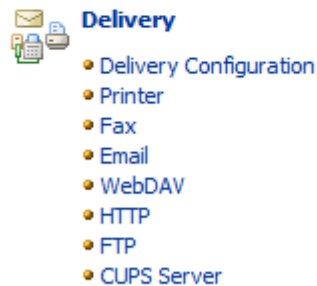 Delivery
Delivery Configuration
Printer
Fax
Email
WebDAV
HTTP
FTP
CUPS Server